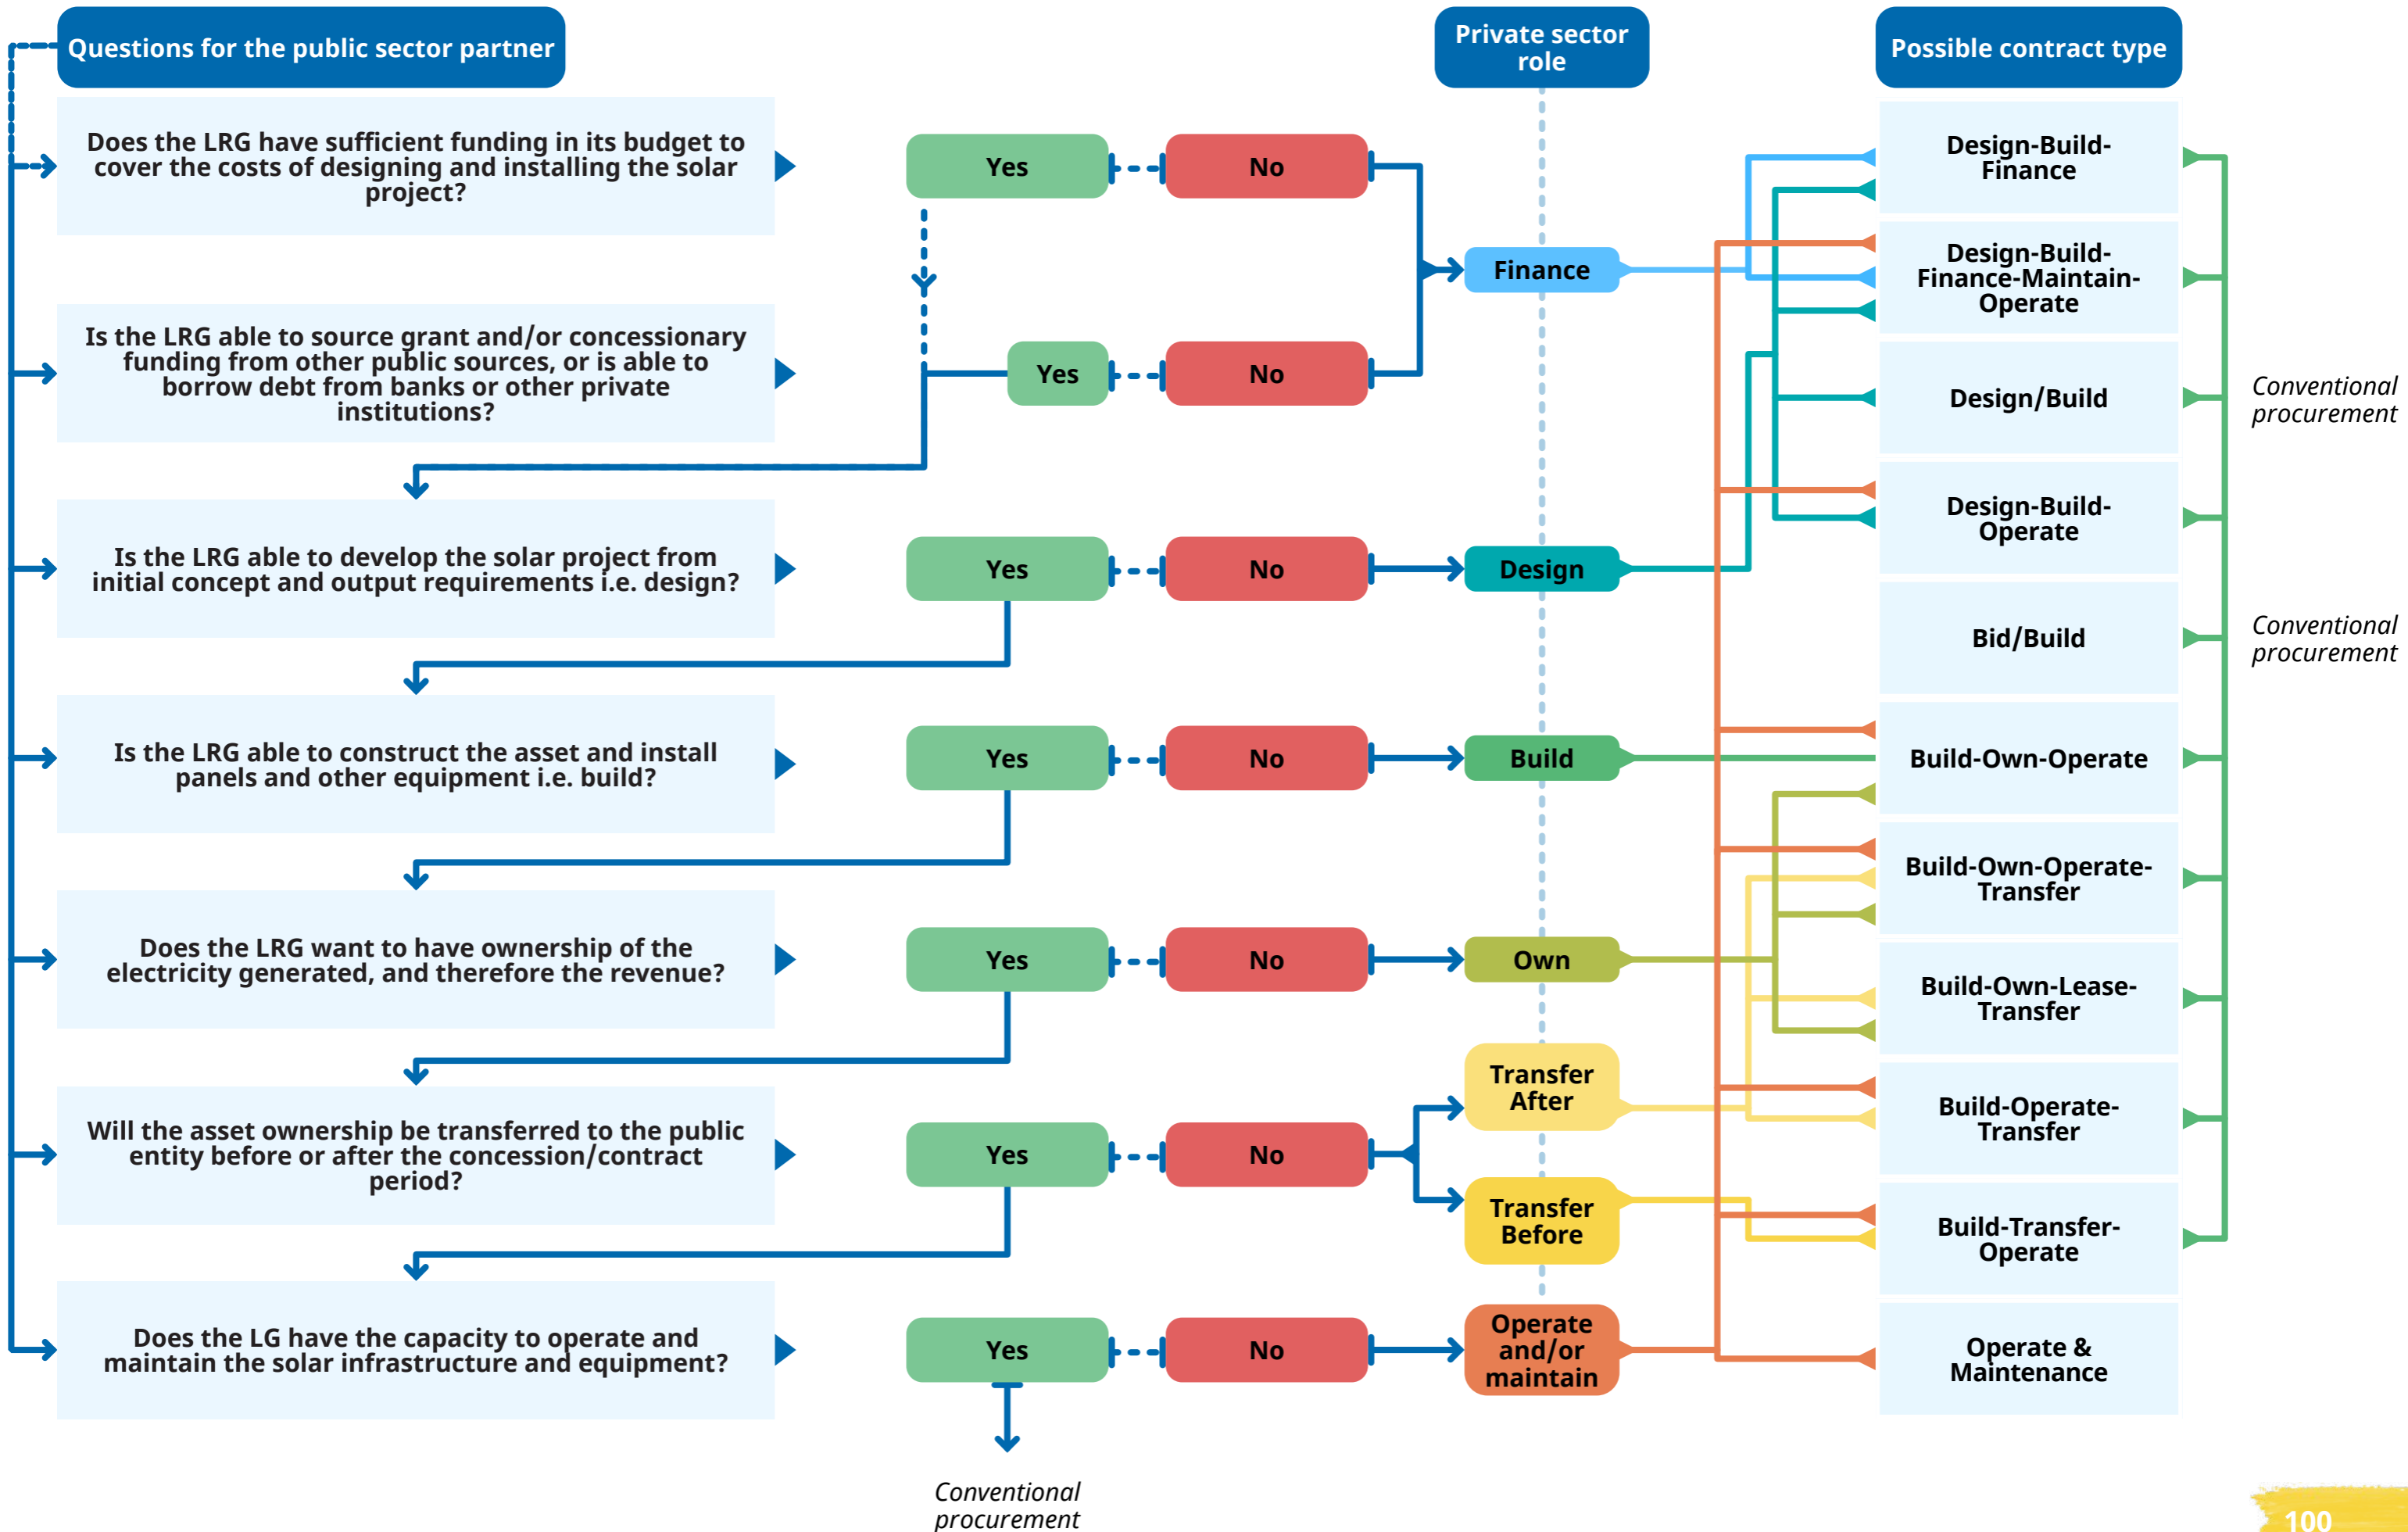 Questions for the public sector partner
Private sector
role
Possible contract type
Does the LRG have sufficient funding in its budget to
cover the costs of designing and installing the solar
project?
Yes
No
Finance
Is the LRG able to source grant and/or concessionary
funding from other public sources, or is able to
borrow debt from banks or other private
institutions?
Yes
No
Is the LRG able to develop the solar project from
initial concept and output requirements i.e. design?
Yes
No
Design
Is the LRG able to construct the asset and install
panels and other equipment i.e. build?
Yes
No
Build
Does the LRG want to have ownership of the
electricity generated, and therefore the revenue?
Yes
No
Own
Will the asset ownership be transferred to the public
entity before or after the concession/contract
period?
Yes
No
Transfer
After
Transfer
Before
Does the LG have the capacity to operate and
maintain the solar infrastructure and equipment?
Yes
No
Operate
and/or
maintain
Conventional
procurement
Design-Build-
Finance
Design-Build-
Finance-Maintain-
Operate
Design/Build
Conventional
procurement
Design-Build-
Operate
Bid/Build
Conventional
procurement
Build-Own-Operate
Build-Own-Operate-
Transfer
Build-Own-Lease-
Transfer
Build-Operate-
Transfer
Build-Transfer-
Operate
Operate &
Maintenance
100